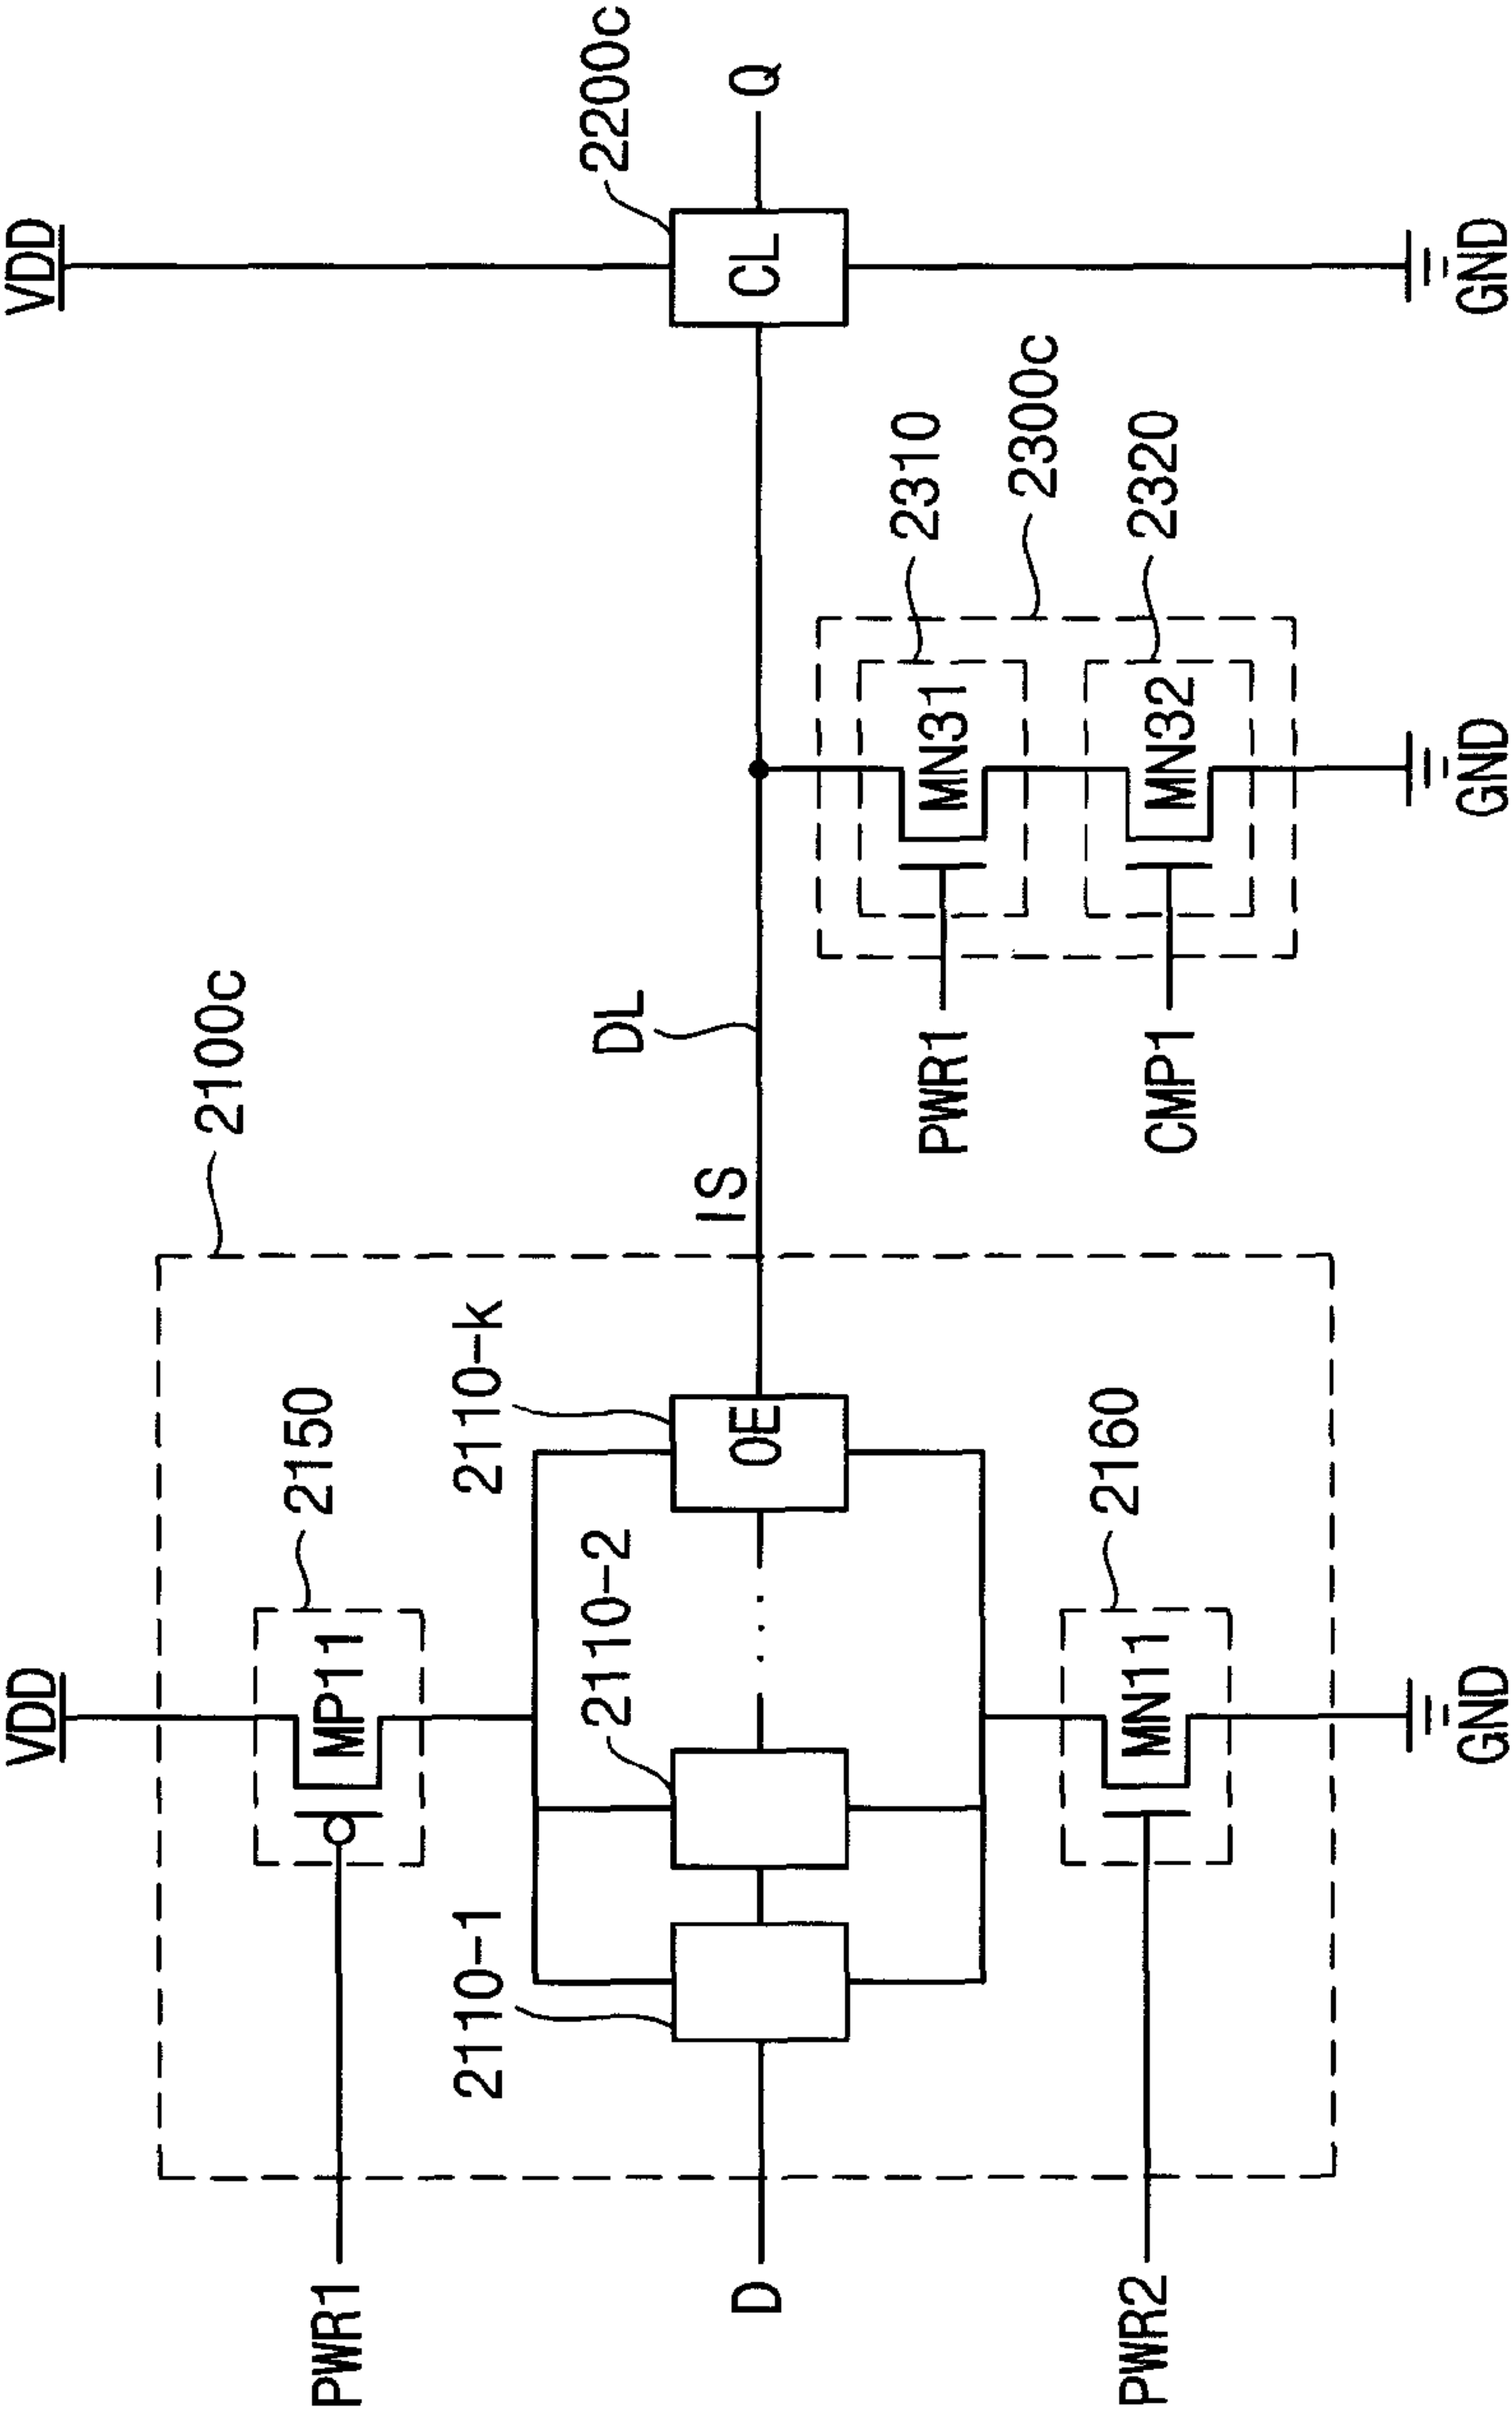 VDD
VDD
2100c
2150
MP11
PWR1
2110-1
2110-2
2110-k
OE
D
IS
DL
CL
2200c
Q
PWR1
MN31
2310
2300c
CMP1
MN32
2320
PWR2
MN11
2160
GND
GND
GND